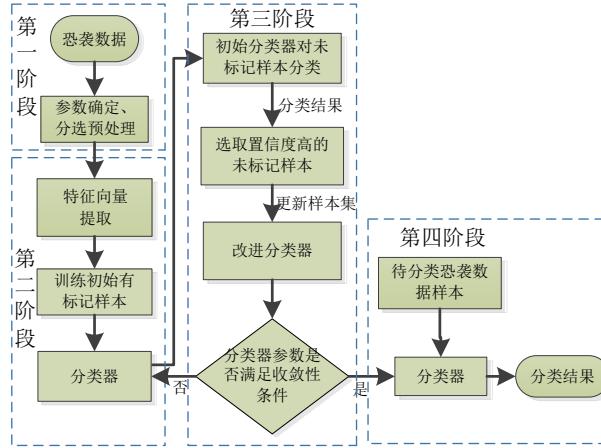 第一阶段
恐袭数据
参数确定、
分选预处理
第二阶段
特征向量
提取
训练初始有
标记样本
分类器
第三阶段
初始分类器对未
标记样本分类
分类结果
选取置信度高的
未标记样本
更新样本集
改进分类器
分类器参数是
否满足收敛性
条件
否
是
第四阶段
待分类恐袭数
据样本
分类器
分类结果